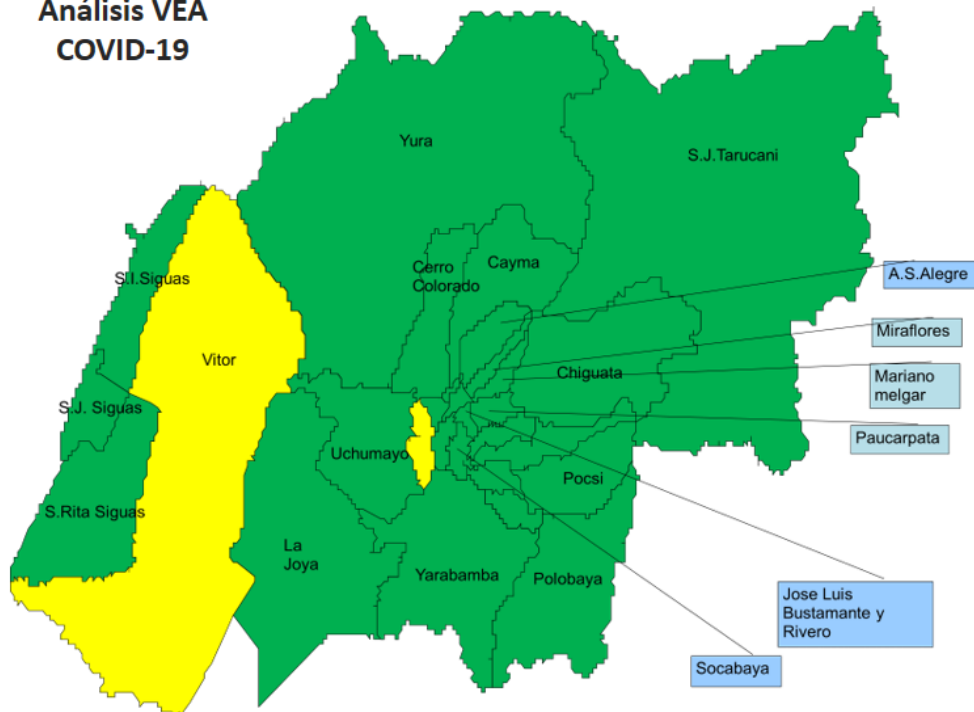 Análisis VEA
COVID-19
Yura
S.J.Tarucani
Cerro
Colorado
Cayma
A.S.Alegre
S.I.Siguas
Miraflores
Vitor
Chiguata
Mariano
melgar
S.J. Siguas
Paucarpata
Uchumayo
Pocsi
S.Rita Siguas
La
Joya
Yarabamba
Polobaya
Jose Luis
Bustamante y
Rivero
Socabaya